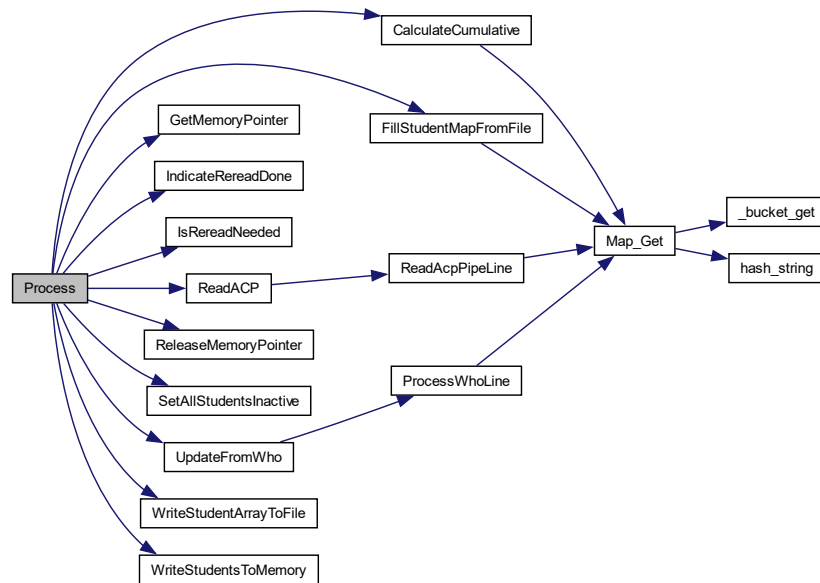 CalculateCumulative
GetMemoryPointer
FillStudentMapFromFile
IndicateRereadDone
_bucket_get
IsRereadNeeded
Map_Get
ReadAcpPipeLine
hash_string
Process
ReadACP
ReleaseMemoryPointer
ProcessWhoLine
SetAllStudentsInactive
UpdateFromWho
WriteStudentArrayToFile
WriteStudentsToMemory